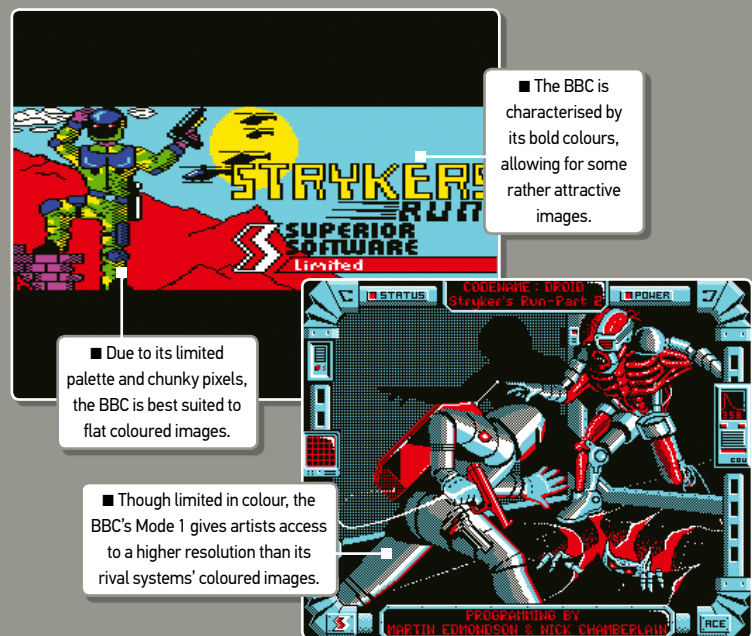 STRYKERS
RUN
SUPERIOR
SOFTWARE
Limited
■ The BBC is
characterised by
its bold colours,
allowing for some
rather attractive
images.
■ Due to its limited
palette and chunky pixels,
the BBC is best suited to
flat coloured images.
STATUS
CODENAME : DROID
Stryker's Run-Part 2
POWER
■ Though limited in colour, the
BBC's Mode 1 gives artists access
to a higher resolution than its
rival systems' coloured images.
PROGRAMMING BY
MARTIN EDMONDSON & NICK CHAMBERLAIN
ACE